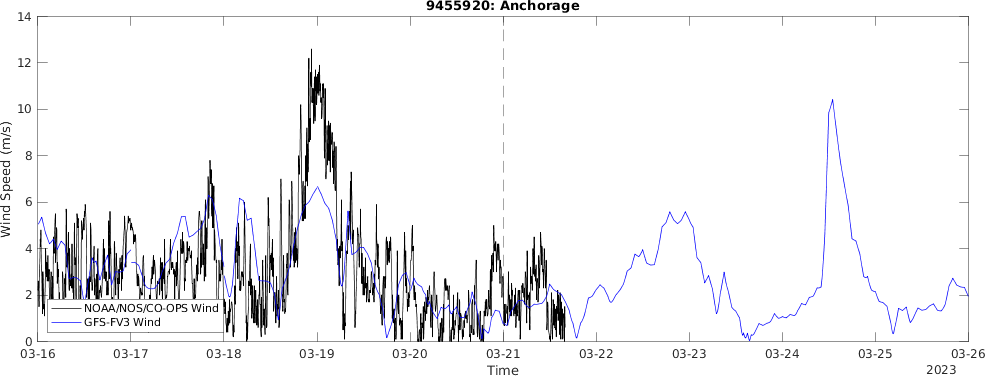 9455920: Anchorage
Wind Speed (m/s)
14
12
10
8
6
4
2
0
NOAA/NOS/CO-OPS Wind
GFS-FV3 Wind
03-16 03-17 03-18 03-19 03-20 03-21 03-22 03-23 03-24 03-25 03-26
Time
2023